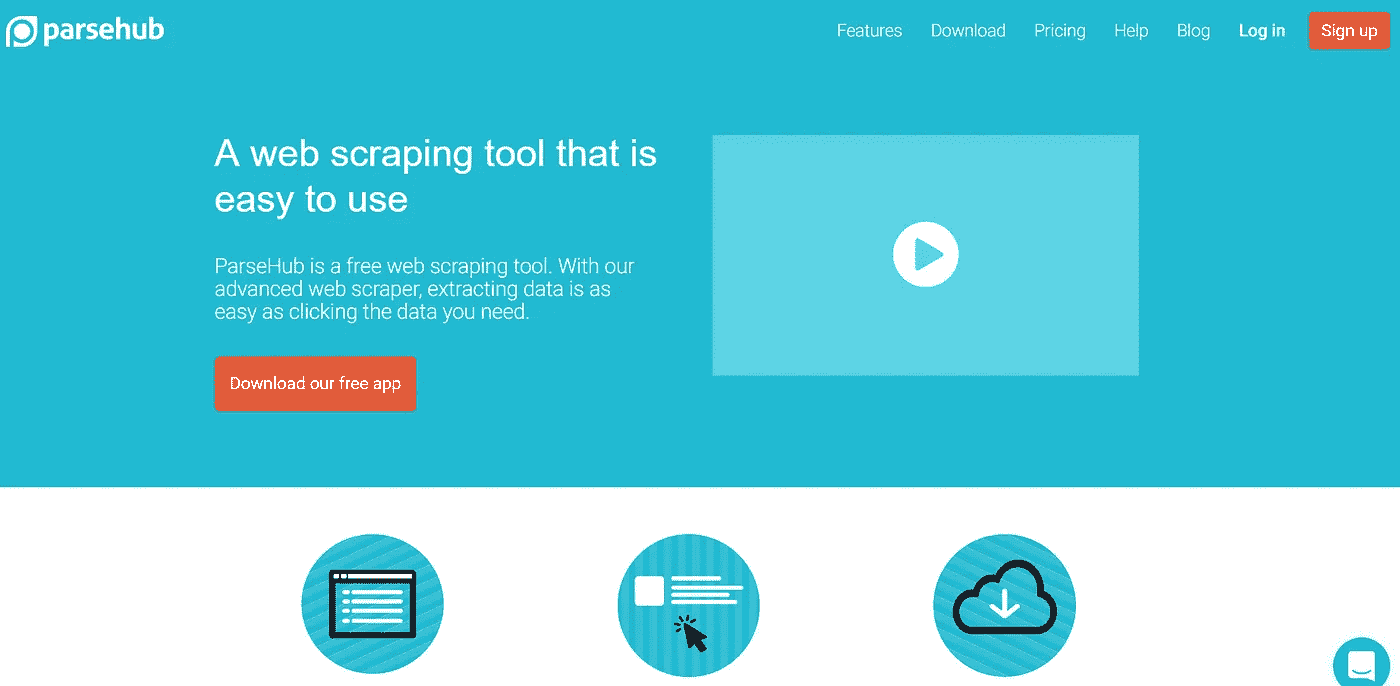 parsehub
Features
Download
Pricing
Help
Blog
Log in
Sign up
A web scraping tool that is
easy to use
ParseHub is a free web scraping tool. With our
advanced web scraper, extracting data is as
easy as clicking the data you need.
Download our free app